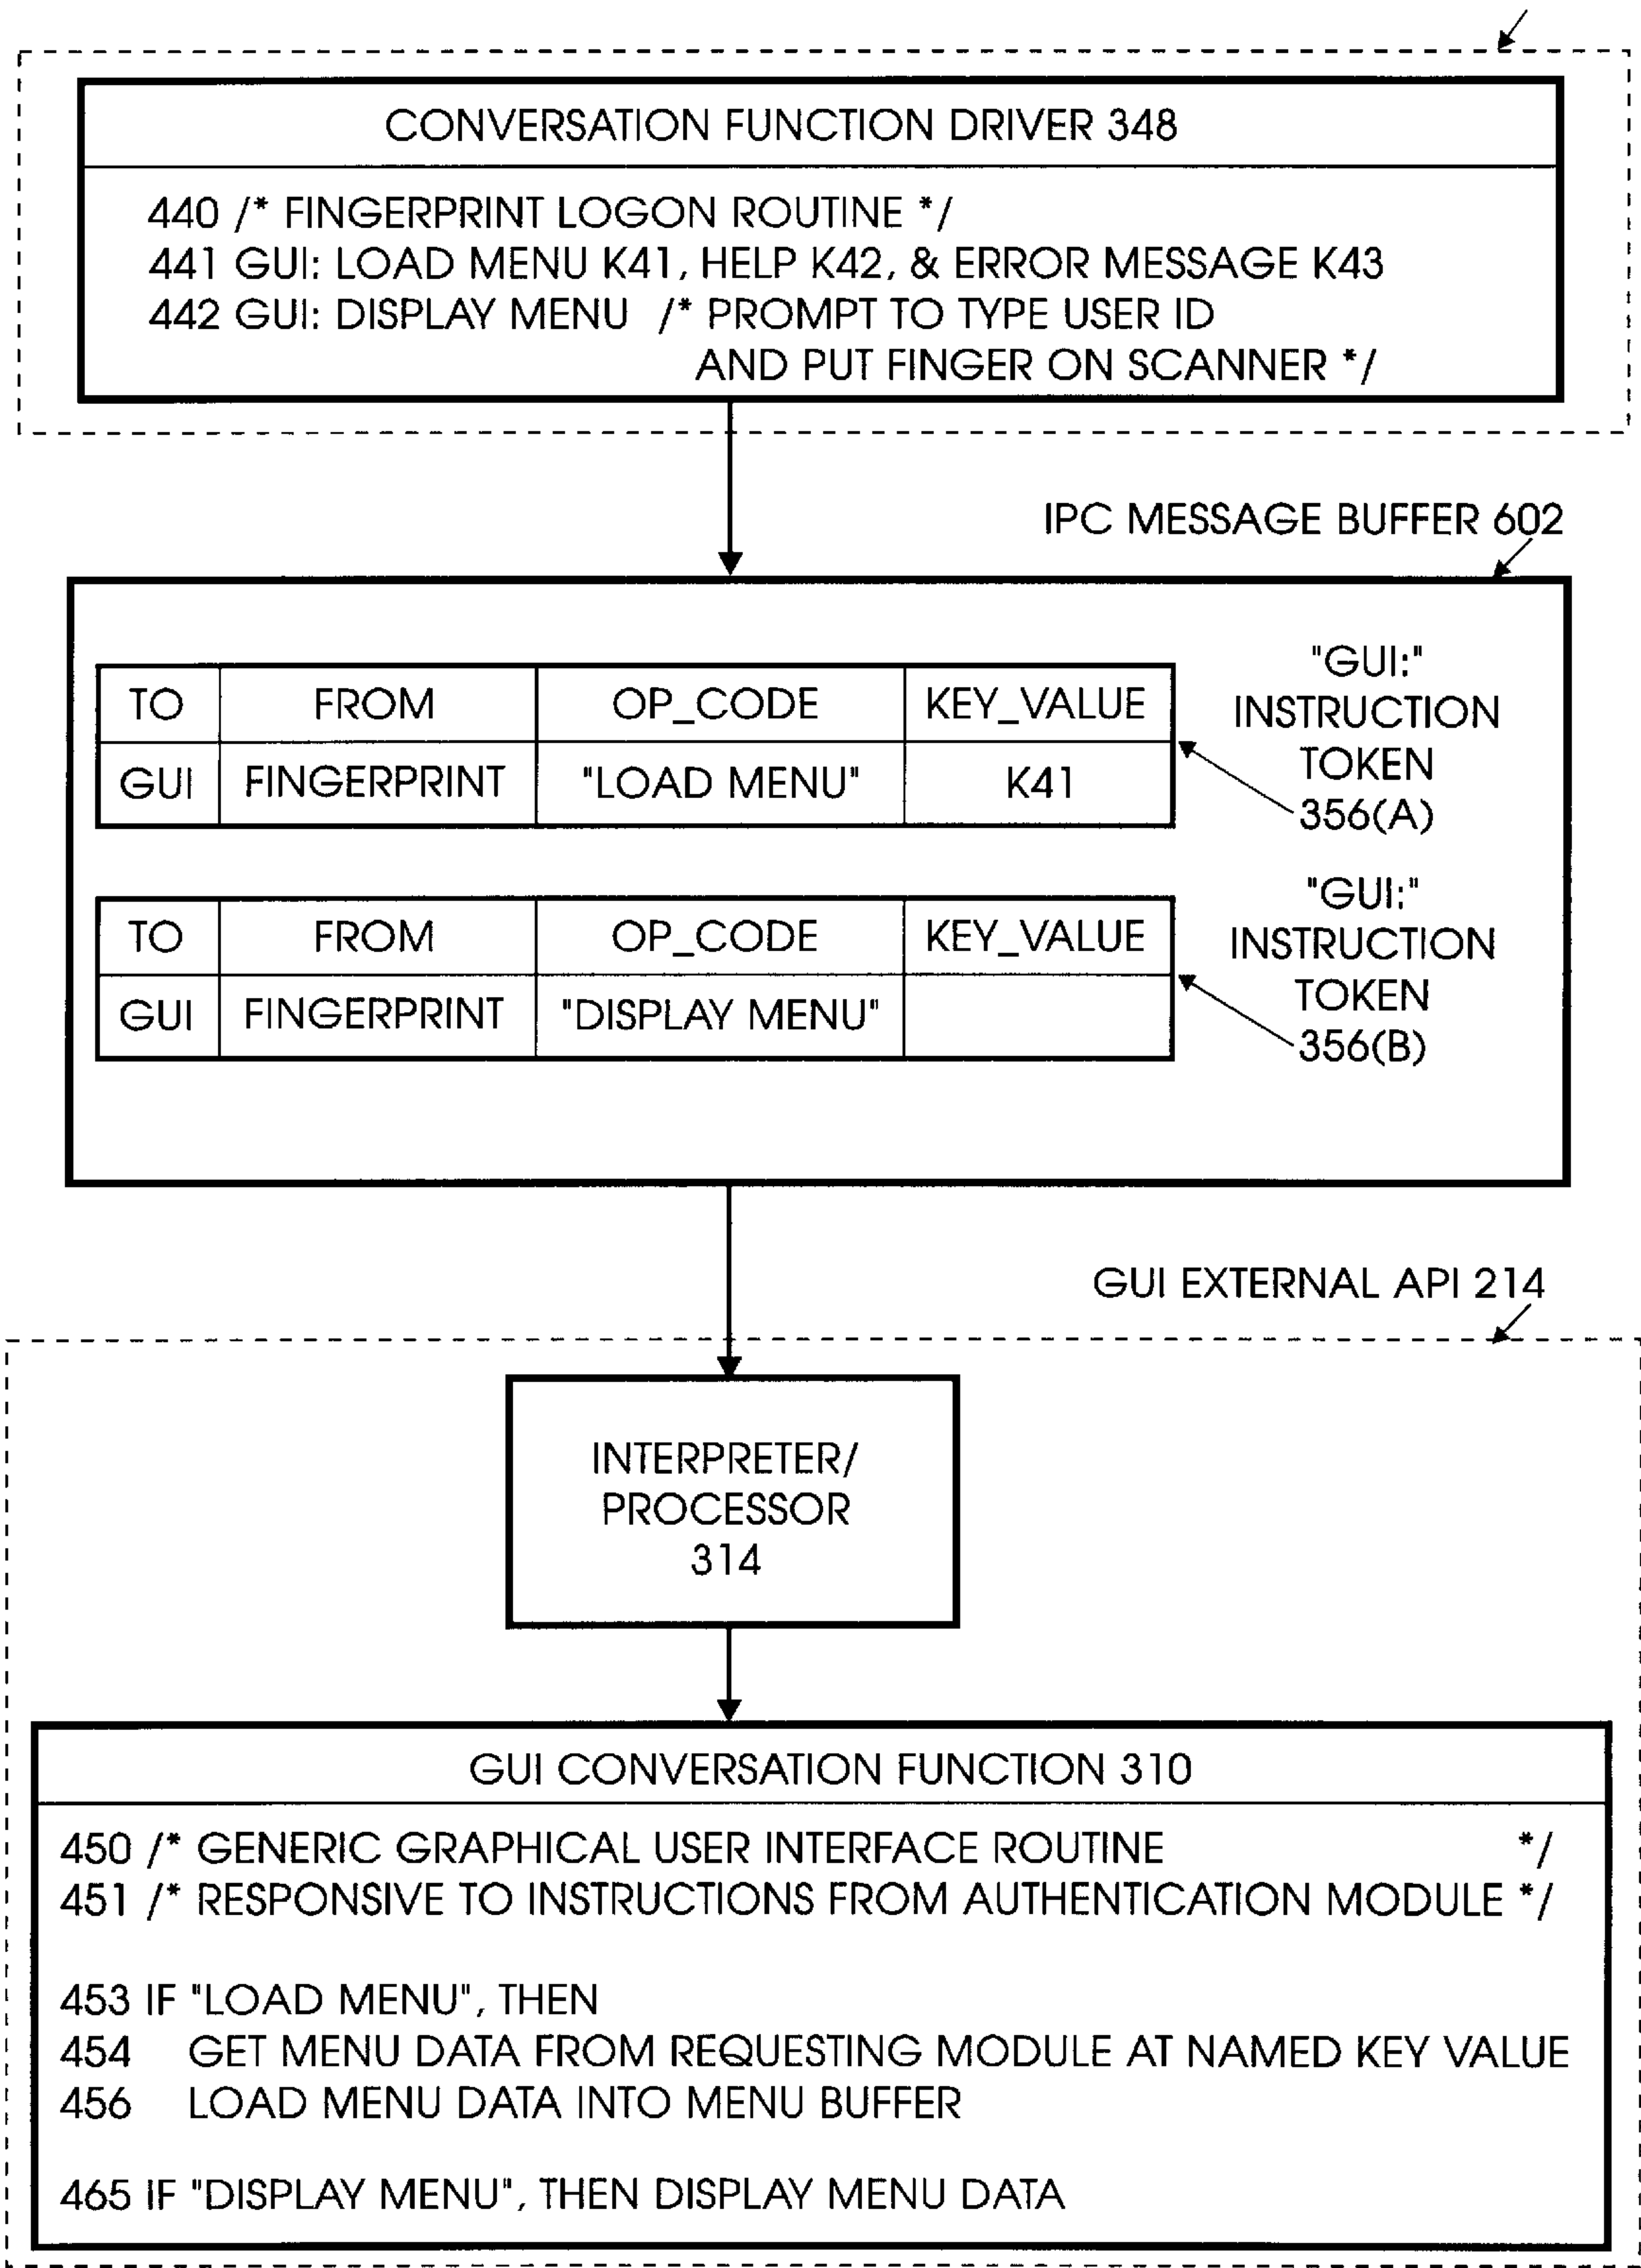 CONVERSATION FUNCTION DRIVER 348
440 /* FINGERPRINT LOGON ROUTINE */
441 GUI: LOAD MENU K41, HELP K42, & ERROR MESSAGE K43
442 GUI: DISPLAY MENU /* PROMPT TO TYPE USER ID
AND PUT FINGER ON SCANNER */
IPC MESSAGE BUFFER 602
TO FROM OP_CODE KEY_VALUE
GUI FINGERPRINT "LOAD MENU" K41
"GUI:"
INSTRUCTION
TOKEN
356(A)
TO FROM OP_CODE KEY_VALUE
GUI FINGERPRINT "DISPLAY MENU"
"GUI:"
INSTRUCTION
TOKEN
356(B)
GUI EXTERNAL API 214
INTERPRETER/
PROCESSOR
314
GUI CONVERSATION FUNCTION 310
450 /* GENERIC GRAPHICAL USER INTERFACE ROUTINE */
451 /* RESPONSIVE TO INSTRUCTIONS FROM AUTHENTICATION MODULE */
453 IF "LOAD MENU", THEN
454 GET MENU DATA FROM REQUESTING MODULE AT NAMED KEY VALUE
456 LOAD MENU DATA INTO MENU BUFFER
465 IF "DISPLAY MENU", THEN DISPLAY MENU DATA